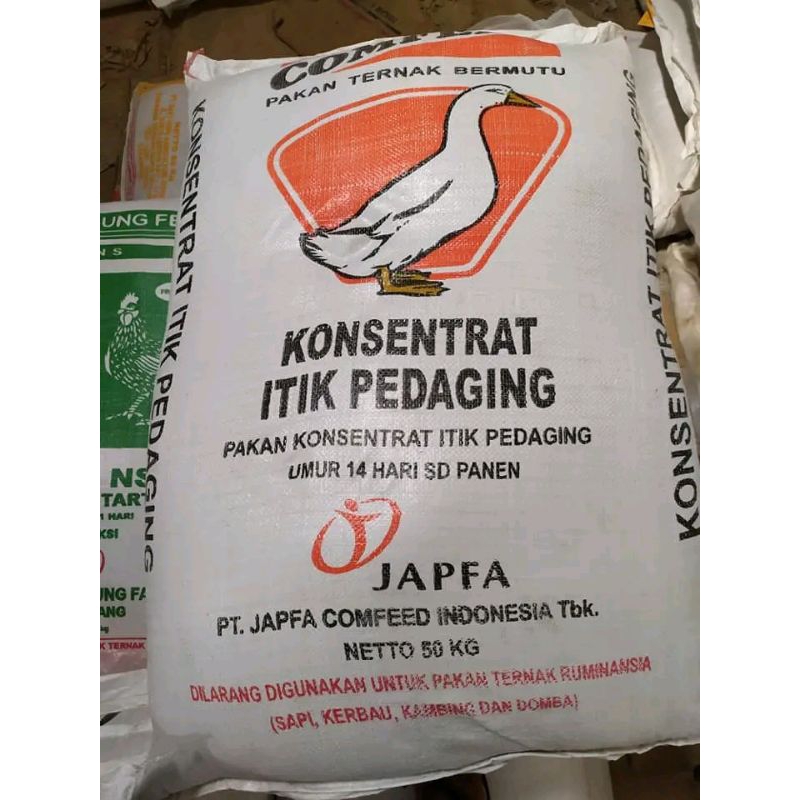 PAKAN TERNAK BERMUTU
KONSENTRAT
ITIK PEDAGING
PAKAN KONSENTRAT ITIK PEDAGING
UMUR 14 HARI SD PANEN
JAPFA
PT. JAPFA COMFEED INDONESIA Tbk.
NETTO 50 KG
DILARANG DIGUNAKAN UNTUK PAKAN TERNAK RUMINANSIA
(SAPI, KERBAU, KAMBING DAN DOMBA)
KONSENTRAT ITIK PEDAGING
KONSENTRAT ITIK PEDAGING
HARI
TERNAK